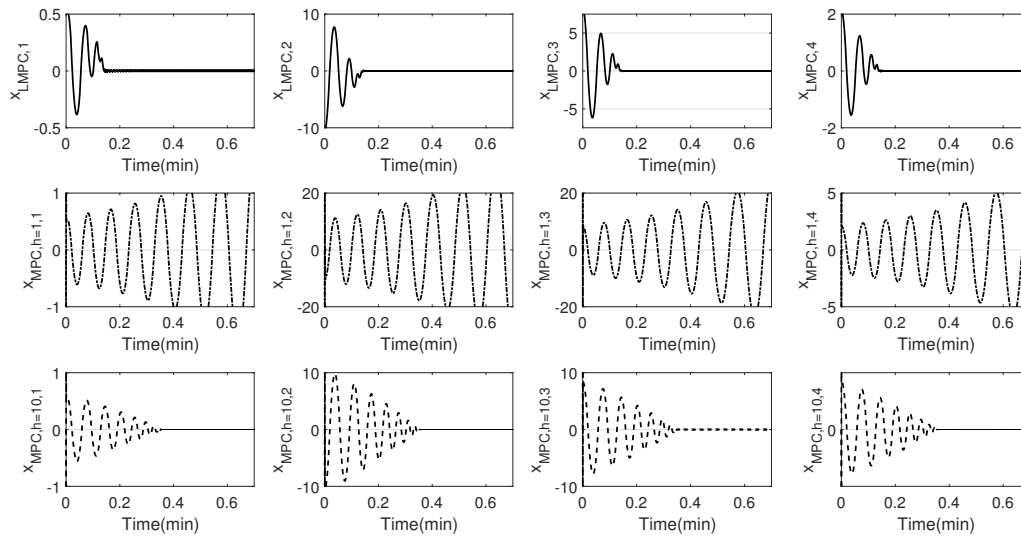 x_LMPC,1
0.5
0
-0.5
0 0.2 0.4 0.6
Time(min)
x_LMPC,2
10
0
-10
0 0.2 0.4 0.6
Time(min)
x_LMPC,3
5
0
-5
0 0.2 0.4 0.6
Time(min)
x_LMPC,4
2
0
-2
0 0.2 0.4 0.6
Time(min)
x_MPC,h=1,1
1
0
-1
0 0.2 0.4 0.6
Time(min)
x_MPC,h=1,2
20
0
-20
0 0.2 0.4 0.6
Time(min)
x_MPC,h=1,3
20
0
-20
0 0.2 0.4 0.6
Time(min)
x_MPC,h=1,4
5
0
-5
0 0.2 0.4 0.6
Time(min)
x_MPC,h=10,1
1
0
-1
0 0.2 0.4 0.6
Time(min)
x_MPC,h=10,2
10
0
-10
0 0.2 0.4 0.6
Time(min)
x_MPC,h=10,3
10
0
-10
0 0.2 0.4 0.6
Time(min)
x_MPC,h=10,4
0
0 0.2 0.4 0.6
Time(min)